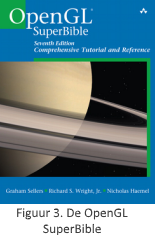 OpenGL®
SuperBible
Seventh Edition
Comprehensive Tutorial and Reference
Graham Sellers • Richard S. Wright, Jr. • Nicholas Haemel
Figuur 3. De OpenGL
SuperBible